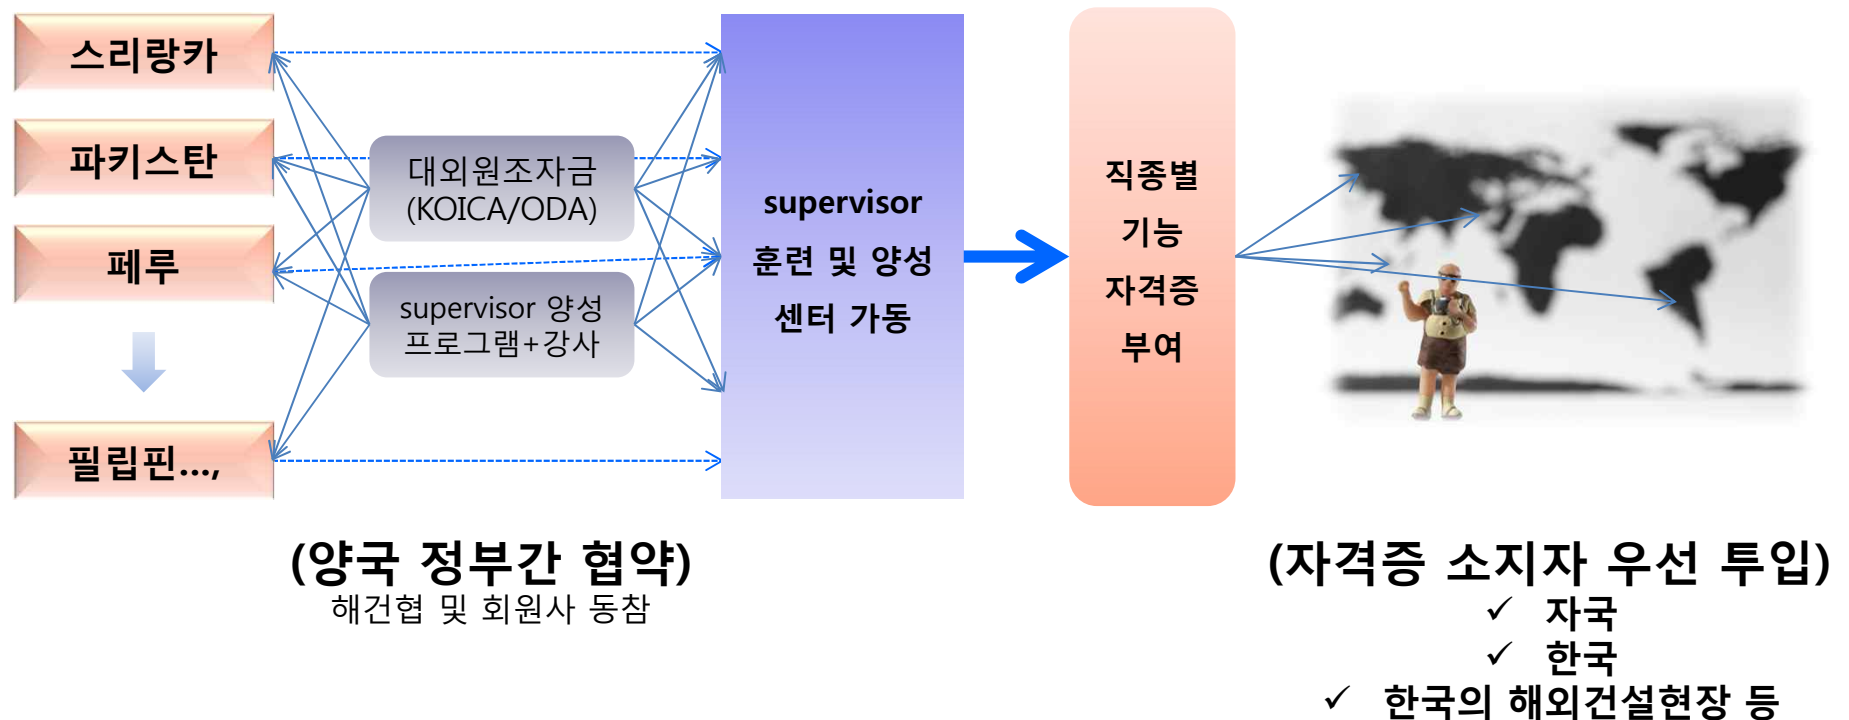 스리랑카
파키스탄
페루
필립핀...,
대외원조자금
(KOICA/ODA)
supervisor 양성
프로그램+강사
supervisor
훈련 및 양성
센터 가동
직종별
기능
자격증
부여
(양국 정부간 협약)
해건협 및 회원사 동참
(자격증 소지자 우선 투입)
✓ 자국
✓ 한국
✓ 한국의 해외건설현장 등